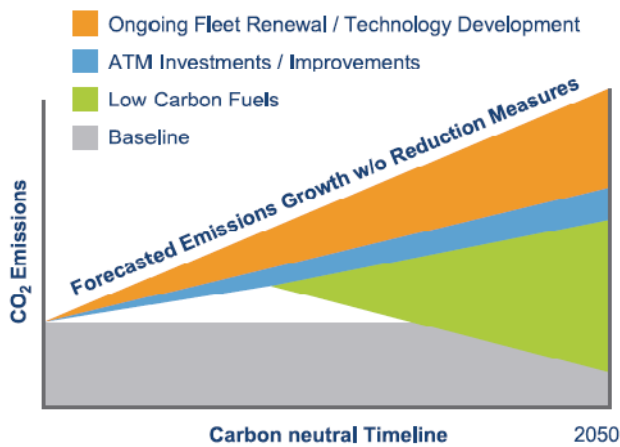 Ongoing Fleet Renewal / Technology Development
ATM Investments / Improvements
Low Carbon Fuels
Baseline
Forecasted Emissions Growth w/o Reduction Measures
CO₂ Emissions
Carbon neutral Timeline
2050